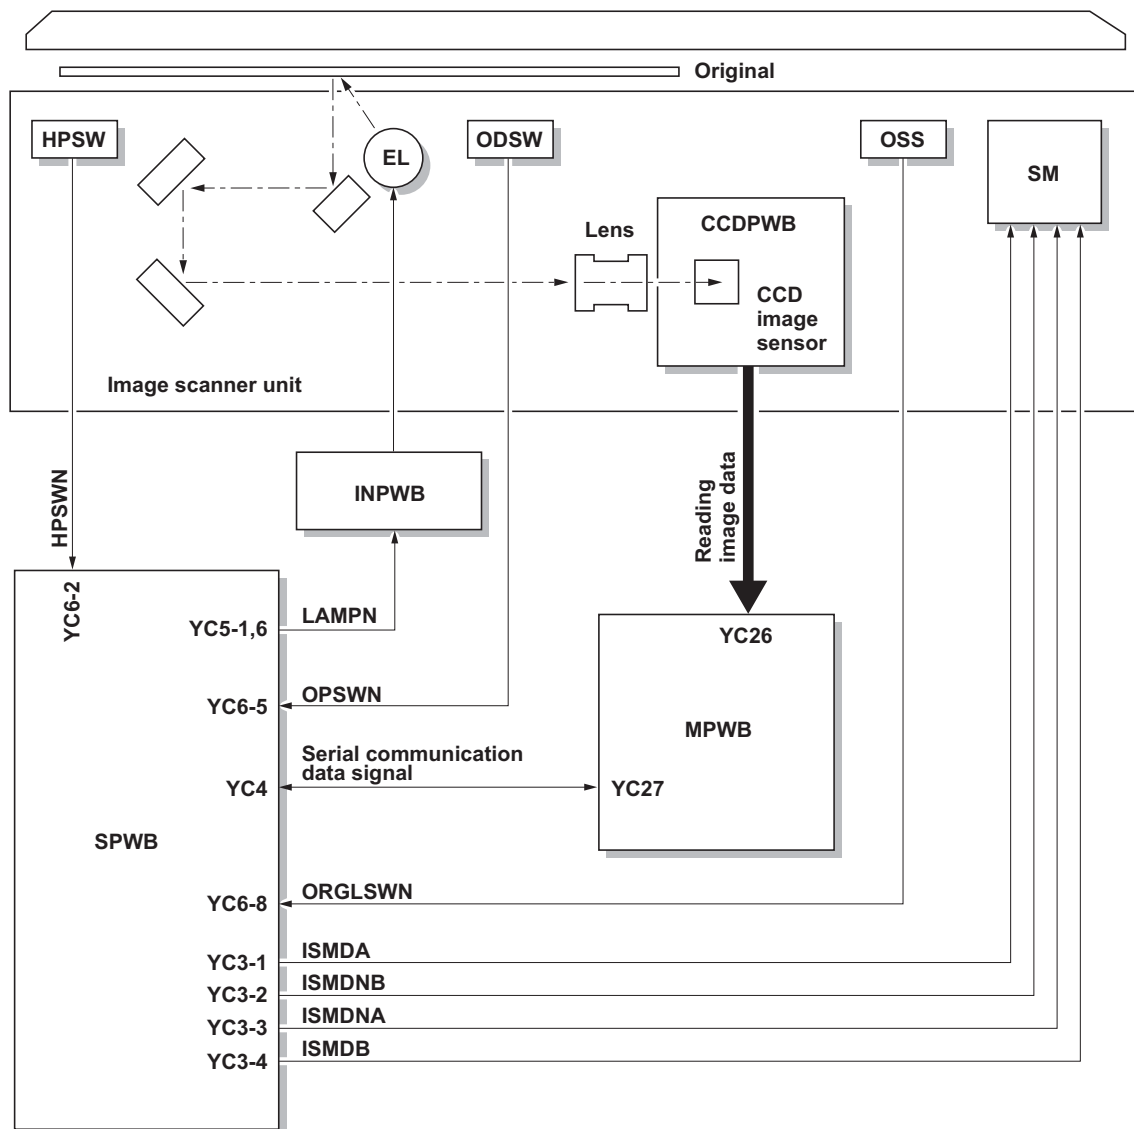 Original
HPSW
EL
ODSW
OSS
SM
Lens
CCDPWB
CCD
image
sensor
Image scanner unit
HPSWN
INPWB
Reading
image data
YC6-2
YC5-1,6
LAMPN
YC26
YC6-5
OPSWN
MPWB
Serial communication
data signal
YC4
YC27
SPWB
YC6-8
ORGLSWN
YC3-1
ISMDA
YC3-2
ISMDNB
YC3-3
ISMDNA
YC3-4
ISMDB